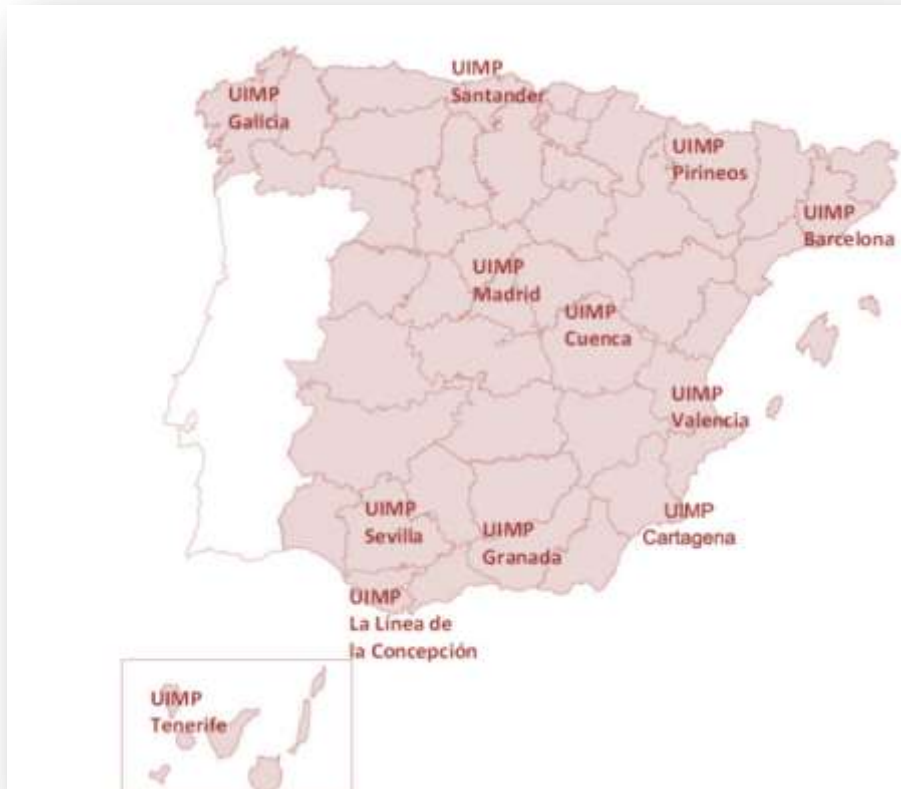 UIMP
Santander
UIMP
Galicia
UIMP
Pirineos
UIMP
Barcelona
UIMP
Madrid
UIMP
Cuenca
UIMP
Valencia
UIMP
Sevilla
UIMP
Granada
UIMP
Cartagena
UIMP
La Línea de
la Concepción
UIMP
Tenerife